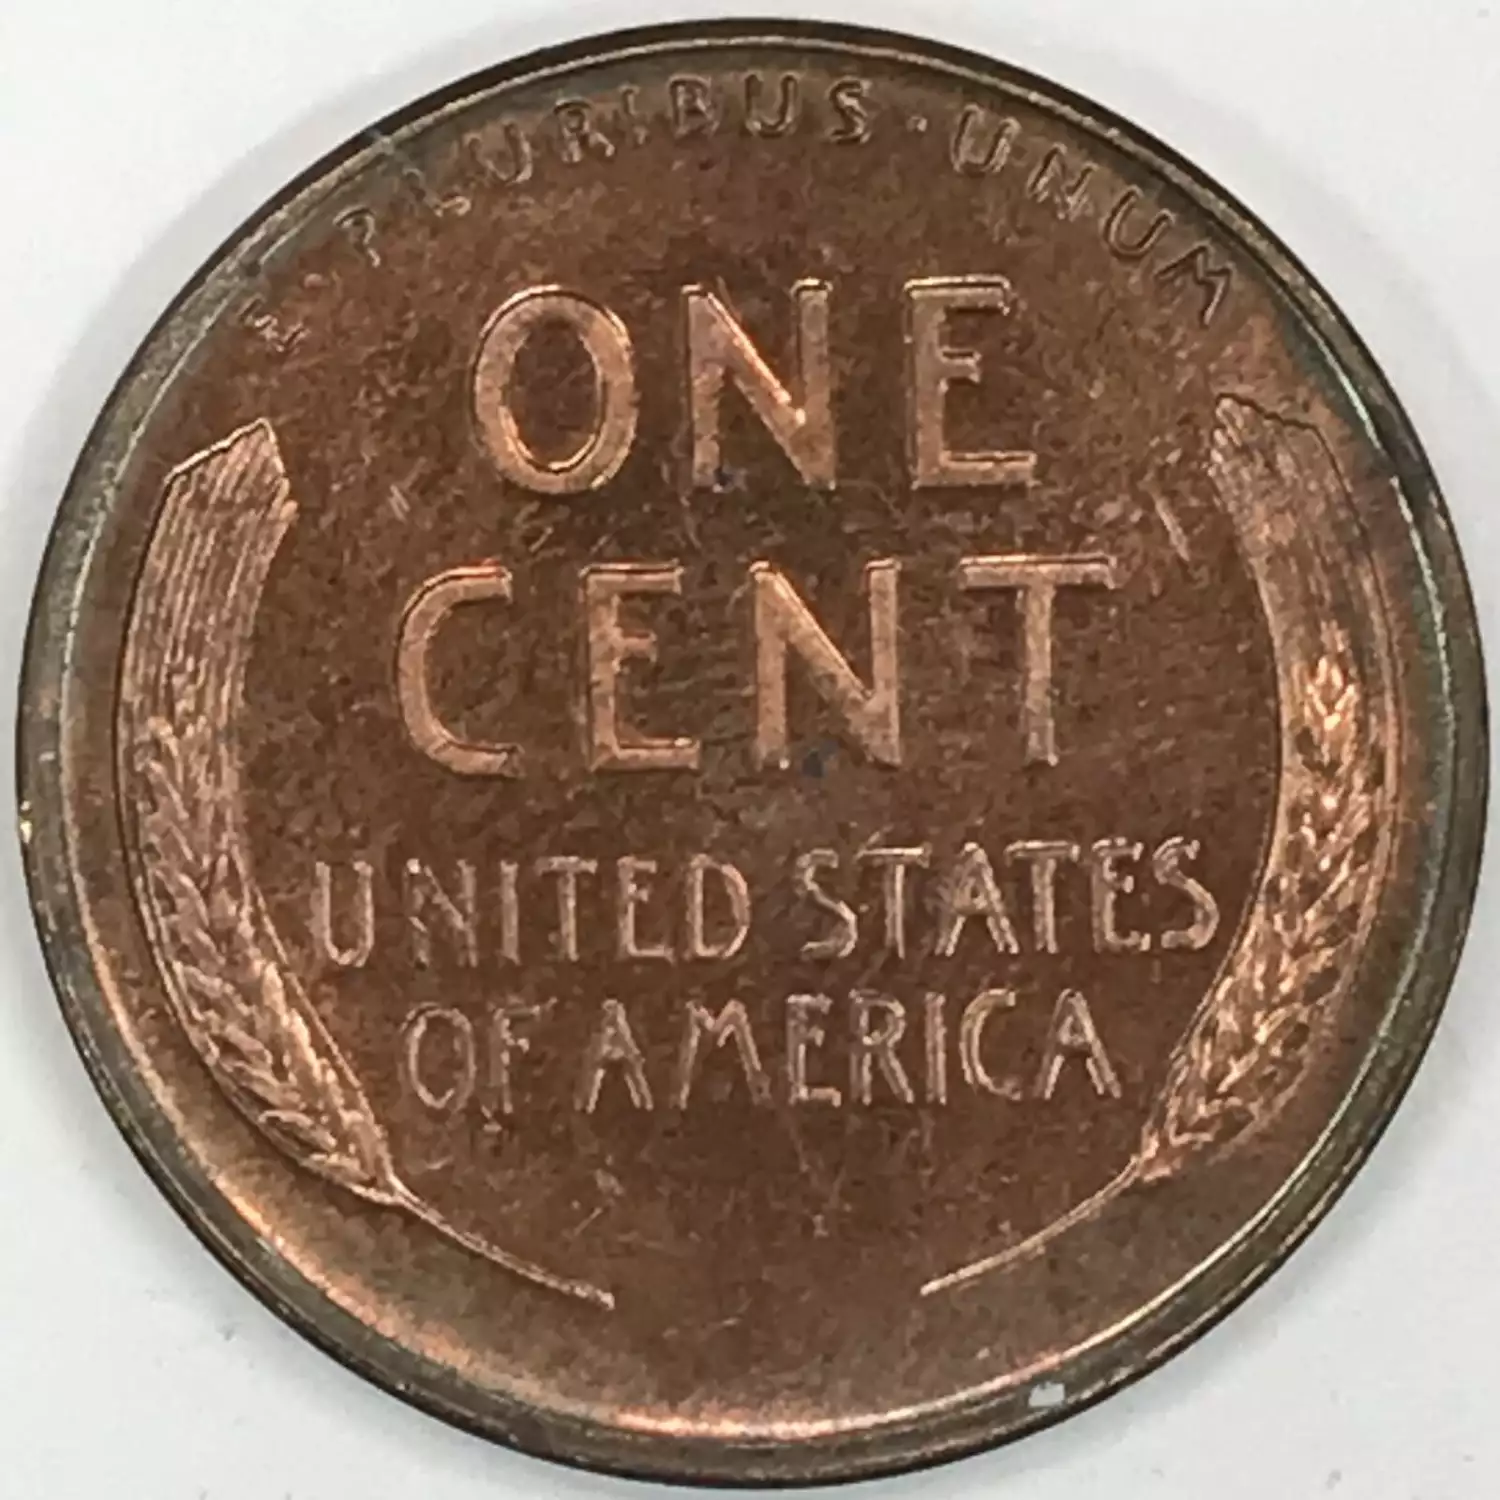 E·PLURIBUS·UNUM
ONE
CENT
UNITED STATES
OF AMERICA